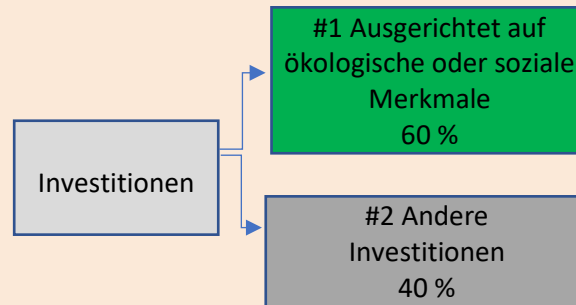 #1 Ausgerichtet auf
ökologische oder soziale
Merkmale
60 %
Investitionen
#2 Andere
Investitionen
40 %